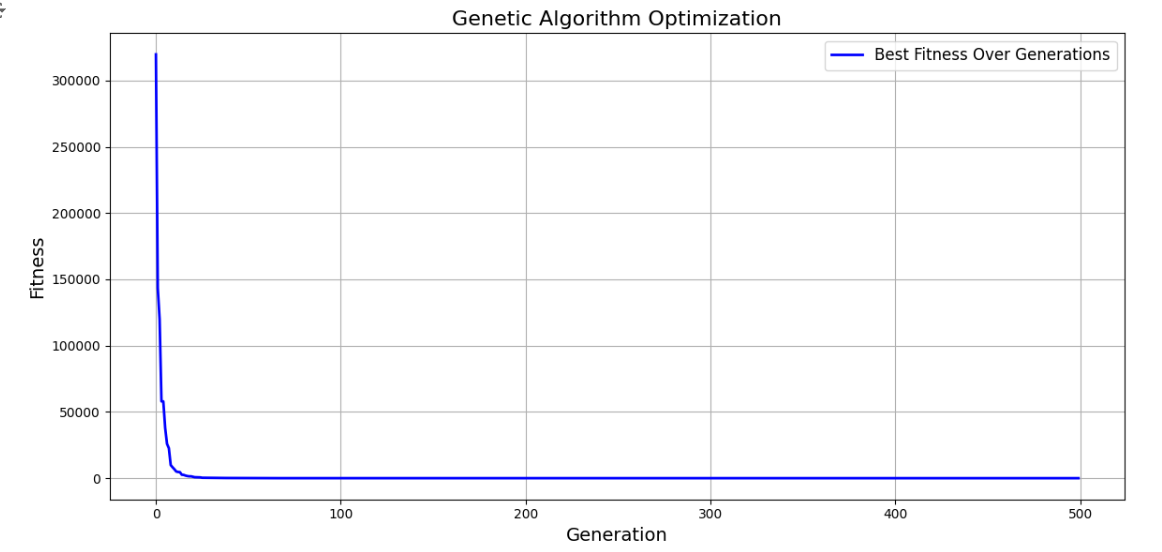 Genetic Algorithm Optimization
Best Fitness Over Generations
300000
250000
200000
150000
100000
50000
0
Fitness
0 100 200 300 400 500
Generation